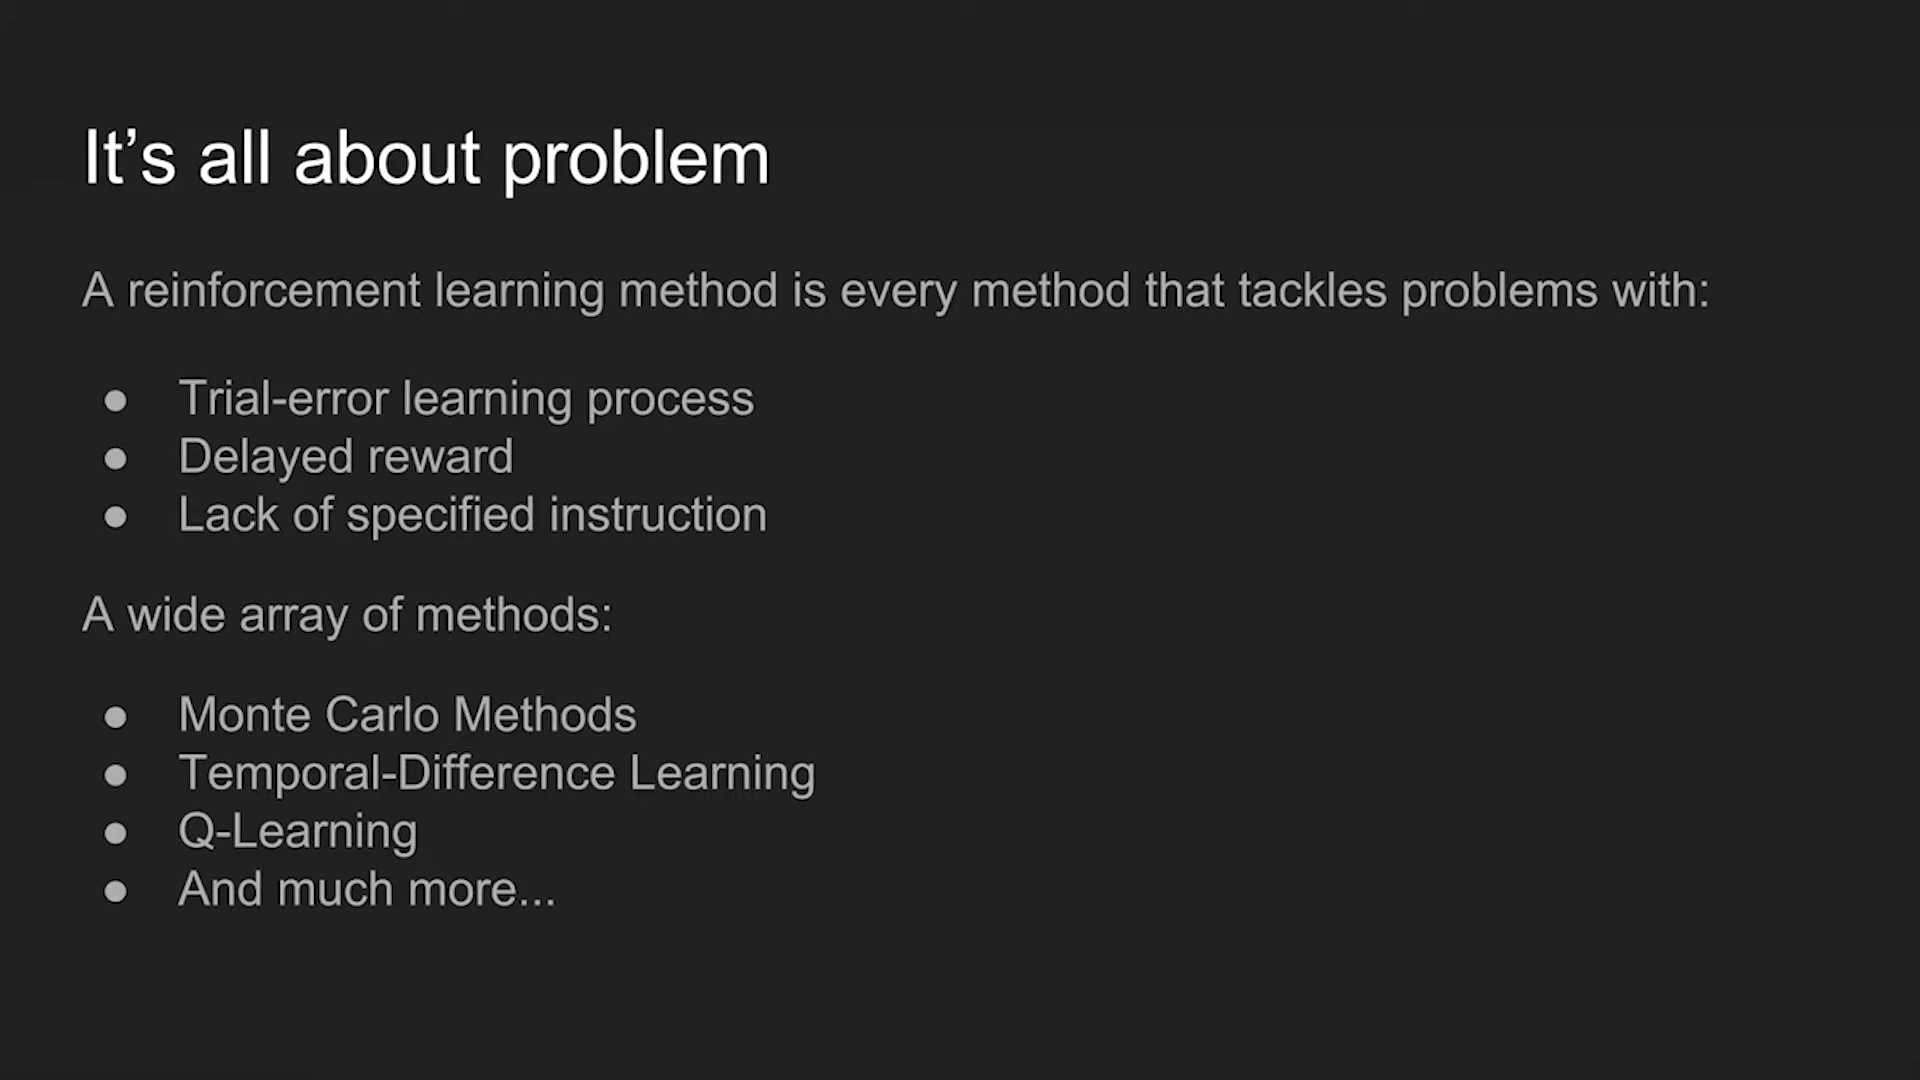 It’s all about problem
A reinforcement learning method is every method that tackles problems with:
● Trial-error learning process
● Delayed reward
● Lack of specified instruction
A wide array of methods:
● Monte Carlo Methods
● Temporal-Difference Learning
● Q-Learning
● And much more...